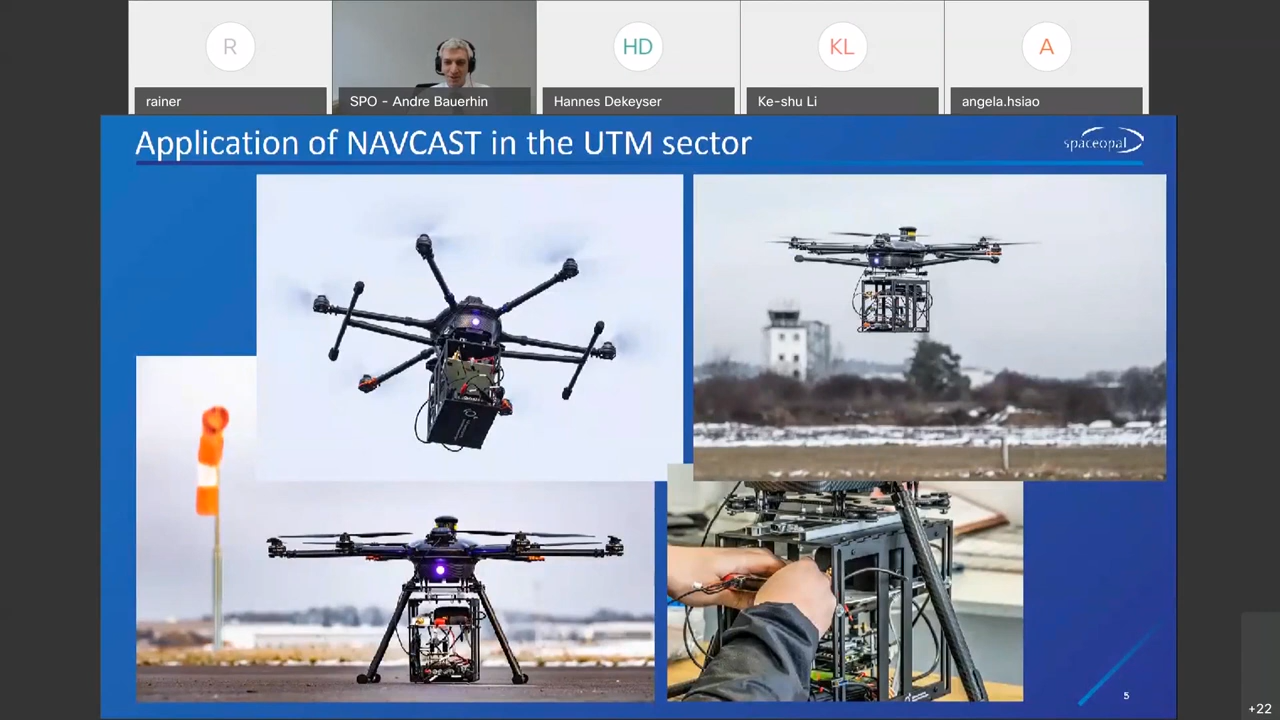 R
HD
KL
A
rainer
SPO - Andre Bauerhin
Hannes Dekeyser
Ke-shu Li
angela.hsiao
Application of NAVCAST in the UTM sector
spaceopal
5
+22